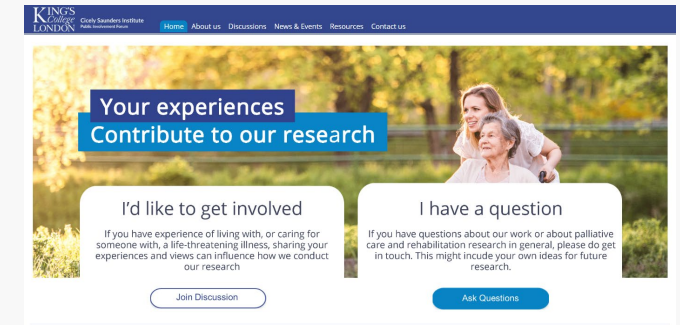 KING'S
College
LONDON
Cicely Saunders Institute
Public Involvement Forum
Home About us Discussions News & Events Resources Contact us
Your experiences
Contribute to our research
I'd like to get involved
If you have experience of living with, or caring for
someone with, a life-threatening illness, sharing your
experiences and views can influence how we conduct
our research
Join Discussion
I have a question
If you have questions about our work or about palliative
care and rehabilitation research in general, please do get
in touch. This might incude your own ideas for future
research.
Ask Questions